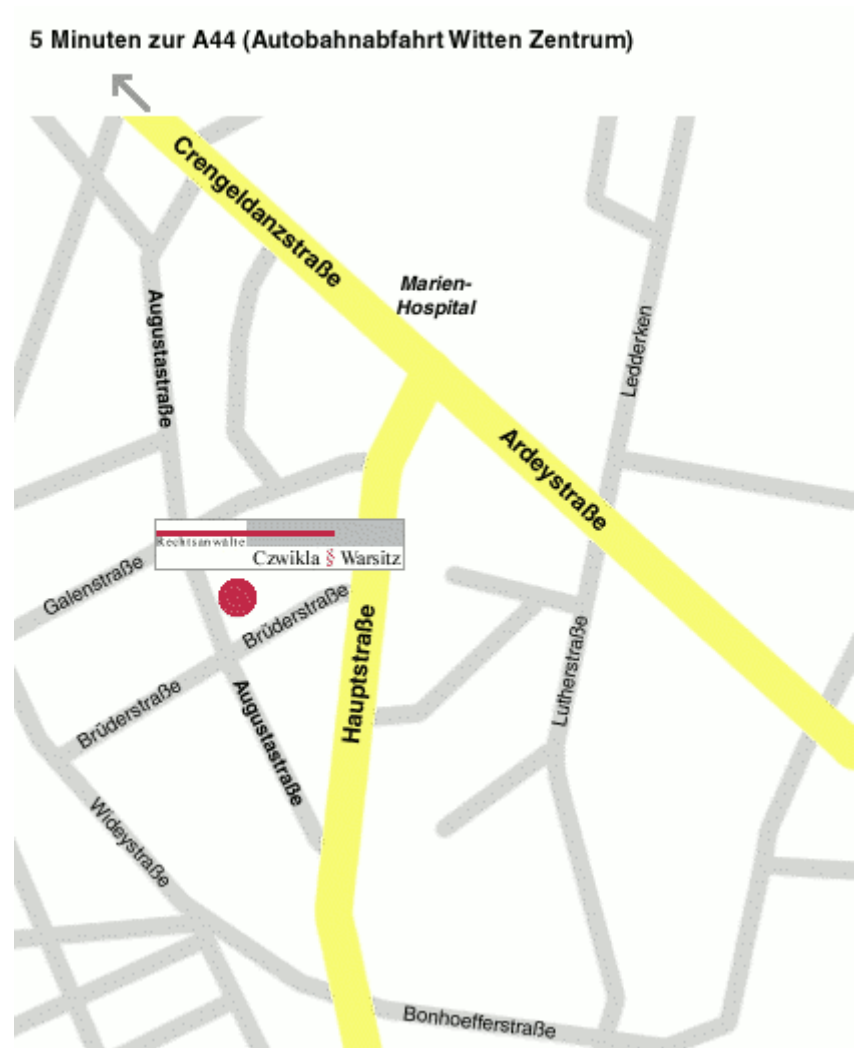 5 Minuten zur A44 (Autobahnabfahrt Witten Zentrum)
Crengeldanzstraße
Marien-
Hospital
Ledderken
Augustastraße
Ardeystraße
Rechtsanwälte
Czwikla § Warsitz
Galenstraße
Brüderstraße
Hauptstraße
Lutherstraße
Brüderstraße
Augustastraße
Wideystraße
Bonhoefferstraße